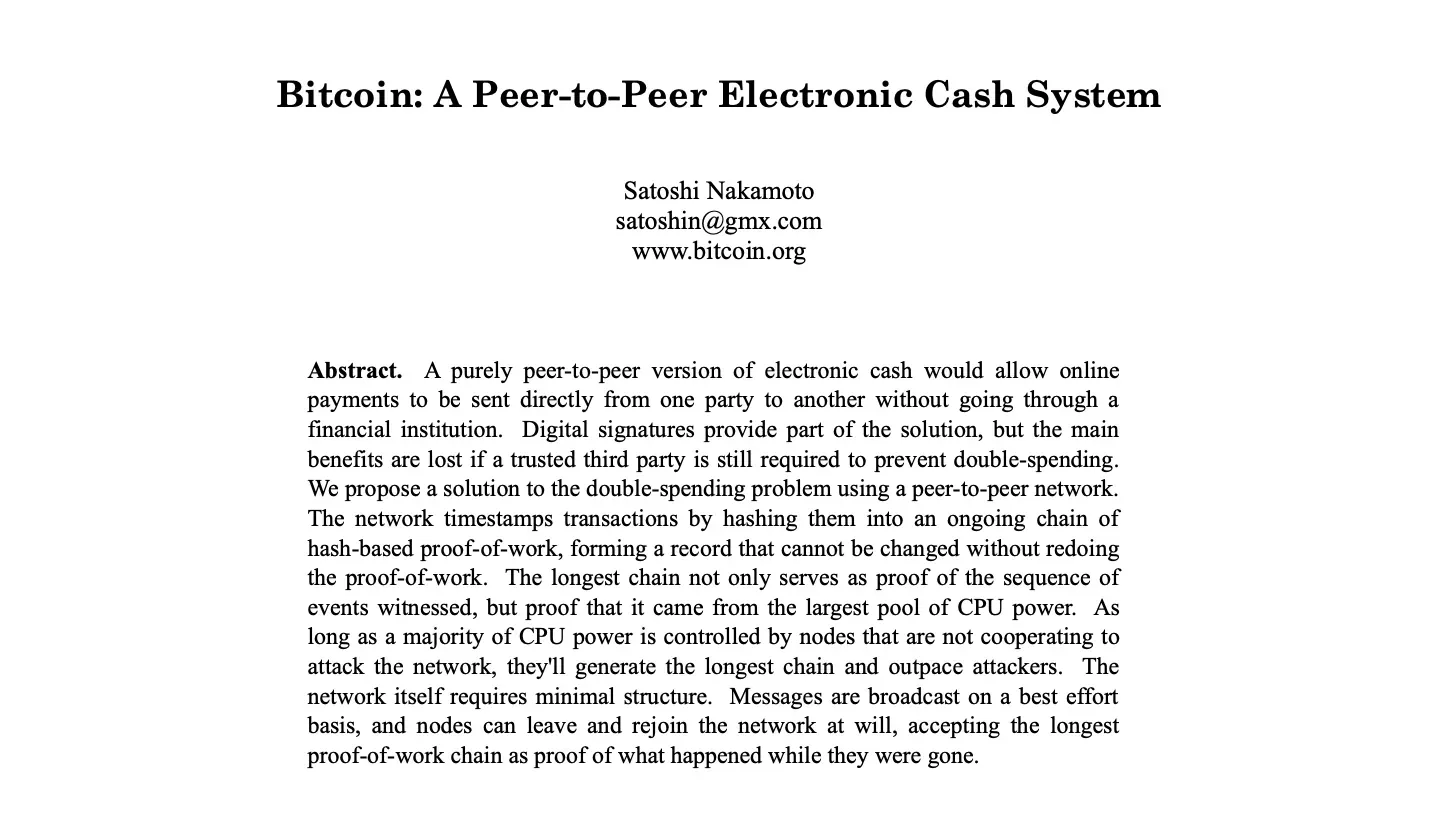 Bitcoin: A Peer-to-Peer Electronic Cash System
Satoshi Nakamoto
satoshin@gmx.com
www.bitcoin.org
Abstract. A purely peer-to-peer version of electronic cash would allow online
payments to be sent directly from one party to another without going through a
financial institution. Digital signatures provide part of the solution, but the main
benefits are lost if a trusted third party is still required to prevent double-spending.
We propose a solution to the double-spending problem using a peer-to-peer network.
The network timestamps transactions by hashing them into an ongoing chain of
hash-based proof-of-work, forming a record that cannot be changed without redoing
the proof-of-work. The longest chain not only serves as proof of the sequence of
events witnessed, but proof that it came from the largest pool of CPU power. As
long as a majority of CPU power is controlled by nodes that are not cooperating to
attack the network, they'll generate the longest chain and outpace attackers. The
network itself requires minimal structure. Messages are broadcast on a best effort
basis, and nodes can leave and rejoin the network at will, accepting the longest
proof-of-work chain as proof of what happened while they were gone.